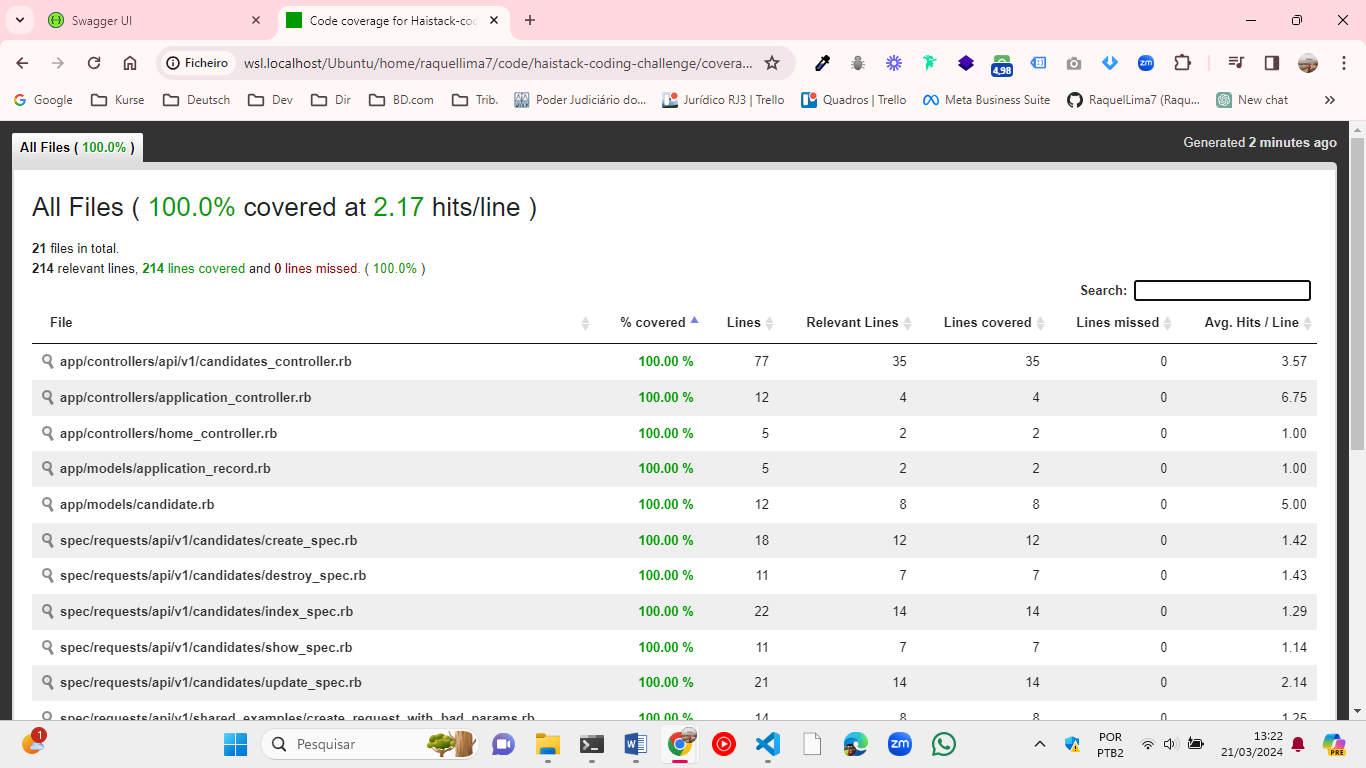 Swagger UI
Code coverage for Haistack-coc
Ficheiro
wsl.localhost/Ubuntu/home/raquellima7/code/haistack-coding-challenge/covera...
4,98
Google
Kurse
Deutsch
Dev
Dir
BD.com
Trib.
Poder Judiciário do...
Jurídico RJ3 | Trello
Quadros | Trello
Meta Business Suite
RaquelLima7 (Raqu...
New chat
All Files ( 100.0% )
Generated 2 minutes ago
All Files ( 100.0% covered at 2.17 hits/line )
21 files in total.
214 relevant lines, 214 lines covered and 0 lines missed. ( 100.0% )
Search:
File % covered Lines Relevant Lines Lines covered Lines missed Avg. Hits / Line
app/controllers/api/v1/candidates_controller.rb 100.00 % 77 35 35 0 3.57
app/controllers/application_controller.rb 100.00 % 12 4 4 0 6.75
app/controllers/home_controller.rb 100.00 % 5 2 2 0 1.00
app/models/application_record.rb 100.00 % 5 2 2 0 1.00
app/models/candidate.rb 100.00 % 12 8 8 0 5.00
spec/requests/api/v1/candidates/create_spec.rb 100.00 % 18 12 12 0 1.42
spec/requests/api/v1/candidates/destroy_spec.rb 100.00 % 11 7 7 0 1.43
spec/requests/api/v1/candidates/index_spec.rb 100.00 % 22 14 14 0 1.29
spec/requests/api/v1/candidates/show_spec.rb 100.00 % 11 7 7 0 1.14
spec/requests/api/v1/candidates/update_spec.rb 100.00 % 21 14 14 0 2.14
spec/requests/api/v1/shared_examples/create_request_with_bad_params.rb 100.00 % 14 8 8 0 1.25
1
Pesquisar
zm
POR
PTB2
13:22
21/03/2024
PRE